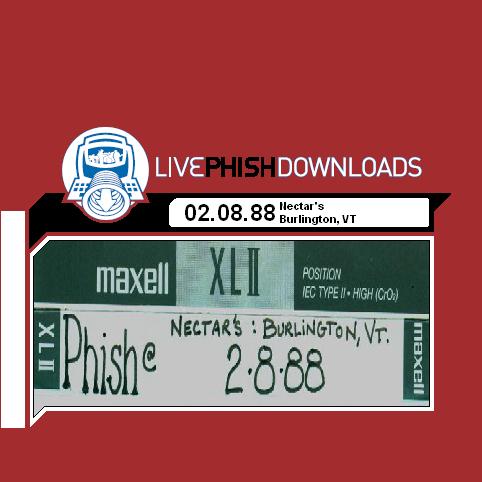 LIVEPHISHDOWNLOADS
02.08.88 Nectar's
Burlington, VT
maxell XLII POSITION
IEC TYPE II • HIGH (CrO₂)
XLII Phish@ NECTAR'S : BURLINGTON, VT. maxell
2·8·88